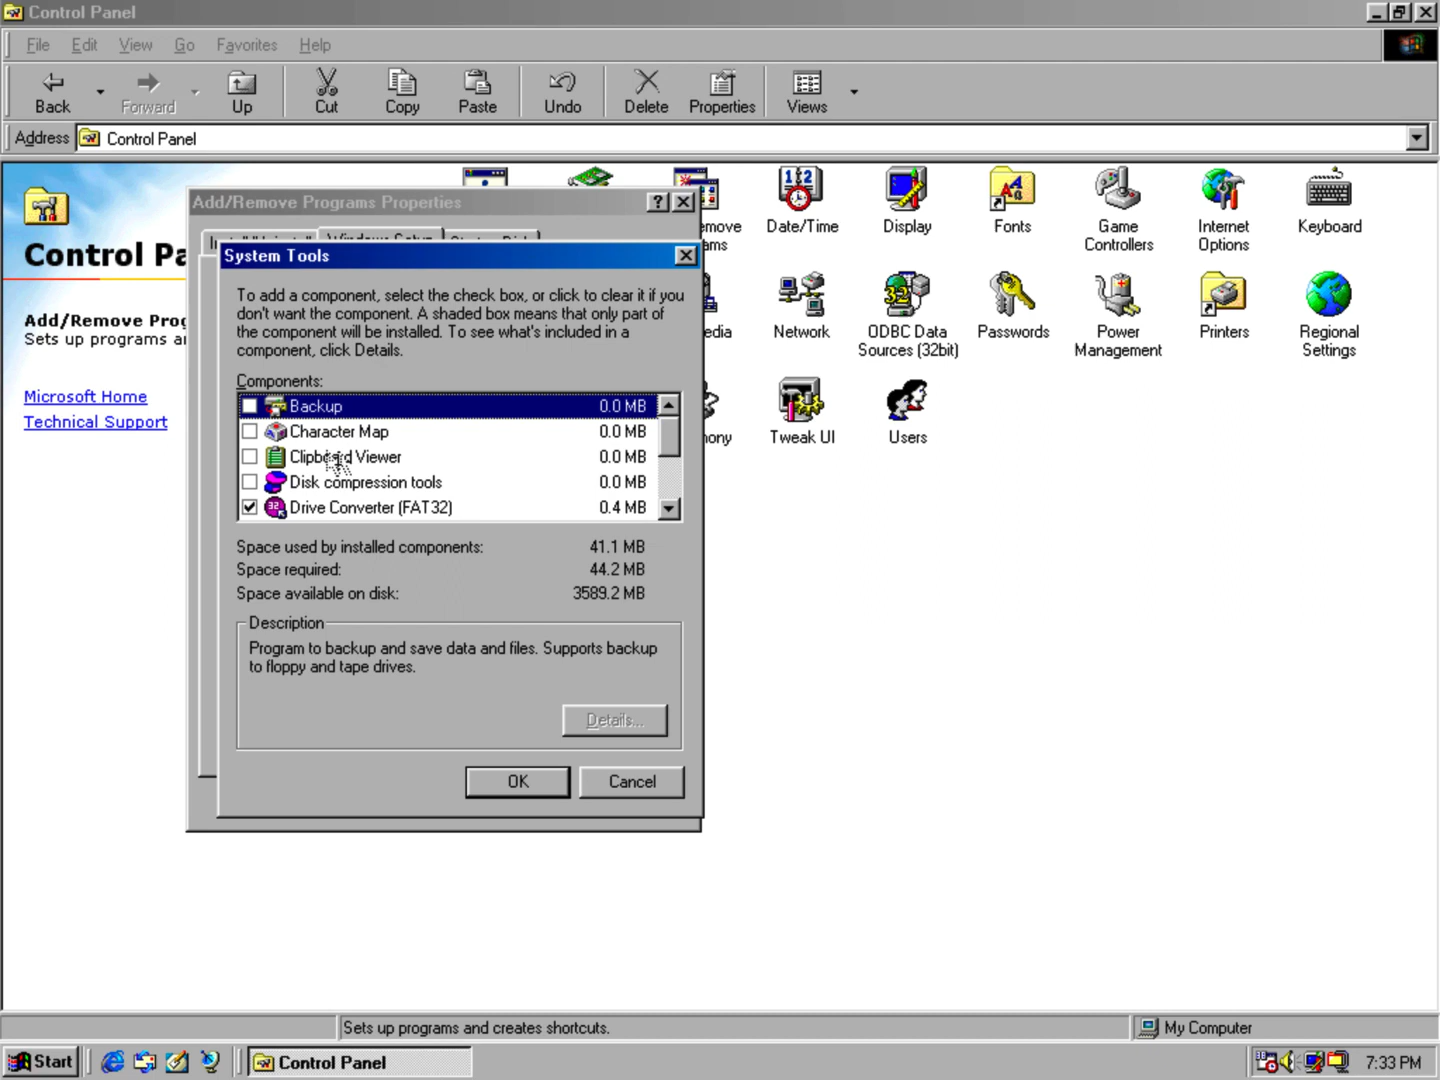 Control Panel
File Edit View Go Favorites Help
Back Forward Up Cut Copy Paste Undo Delete Properties Views
Address Control Panel
Date/Time Display Fonts Game Controllers Internet Options Keyboard
Control Pa
Add/Remove Prog
Sets up programs a
Microsoft Home
Technical Support
Network ODBC Data Sources (32bit) Passwords Power Management Printers Regional Settings
Tweak UI Users
Add/Remove Programs Properties
Windows Setup
System Tools
To add a component, select the check box, or click to clear it if you
don't want the component. A shaded box means that only part of
the component will be installed. To see what's included in a
component, click Details.
Components:
Backup 0.0 MB
Character Map 0.0 MB
Clipboard Viewer 0.0 MB
Disk compression tools 0.0 MB
Drive Converter (FAT32) 0.4 MB
Space used by installed components: 41.1 MB
Space required: 44.2 MB
Space available on disk: 3589.2 MB
Description
Program to backup and save data and files. Supports backup
to floppy and tape drives.
Details...
OK Cancel
Sets up programs and creates shortcuts. My Computer
Start Control Panel 7:33 PM